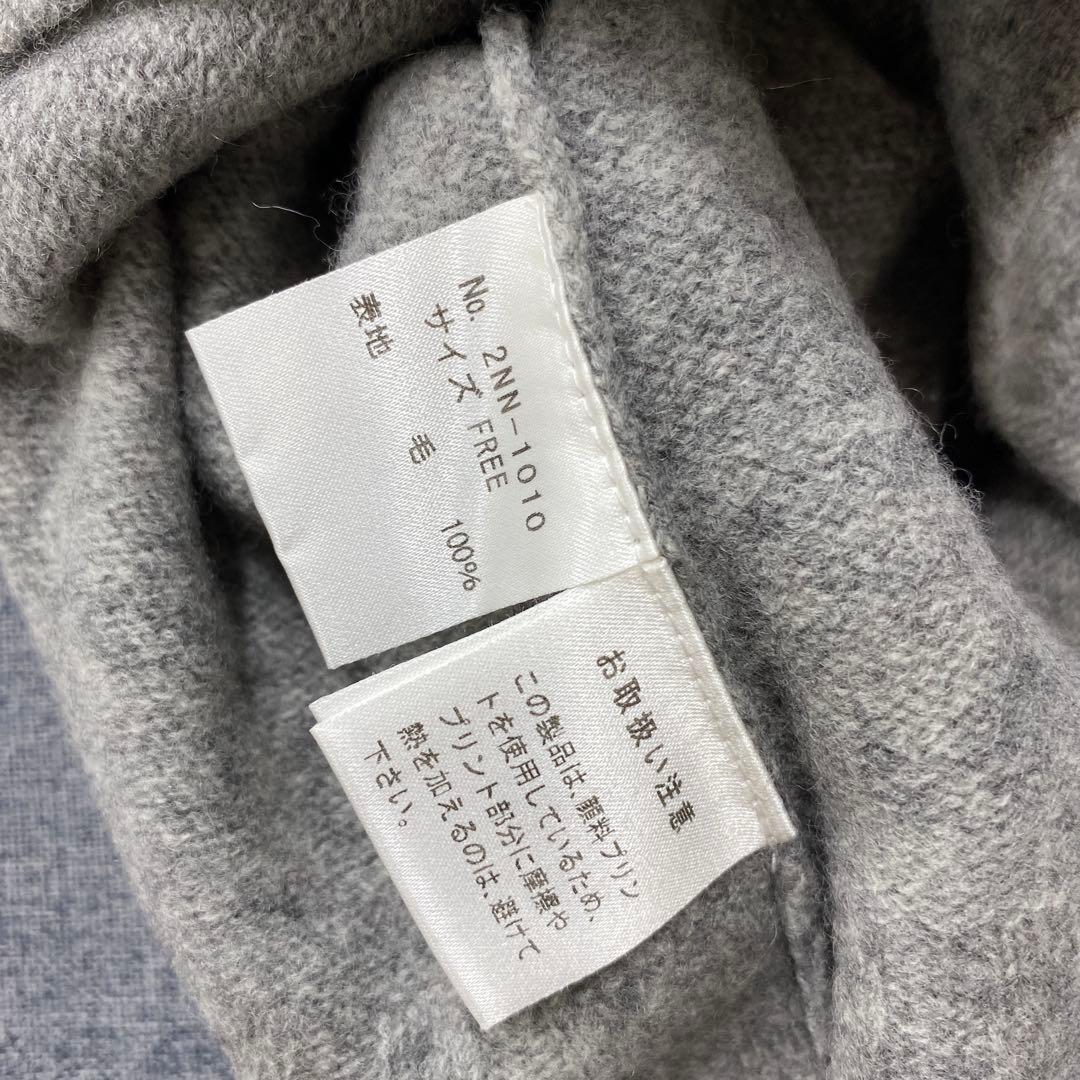 No. 2NN-1010
サイズ FREE
表地 毛 100%
お取扱い注意
この製品は、顔料プリン
トを使用しているため、
プリント部分に摩擦や
熱を加えるのは、避けて
下さい。